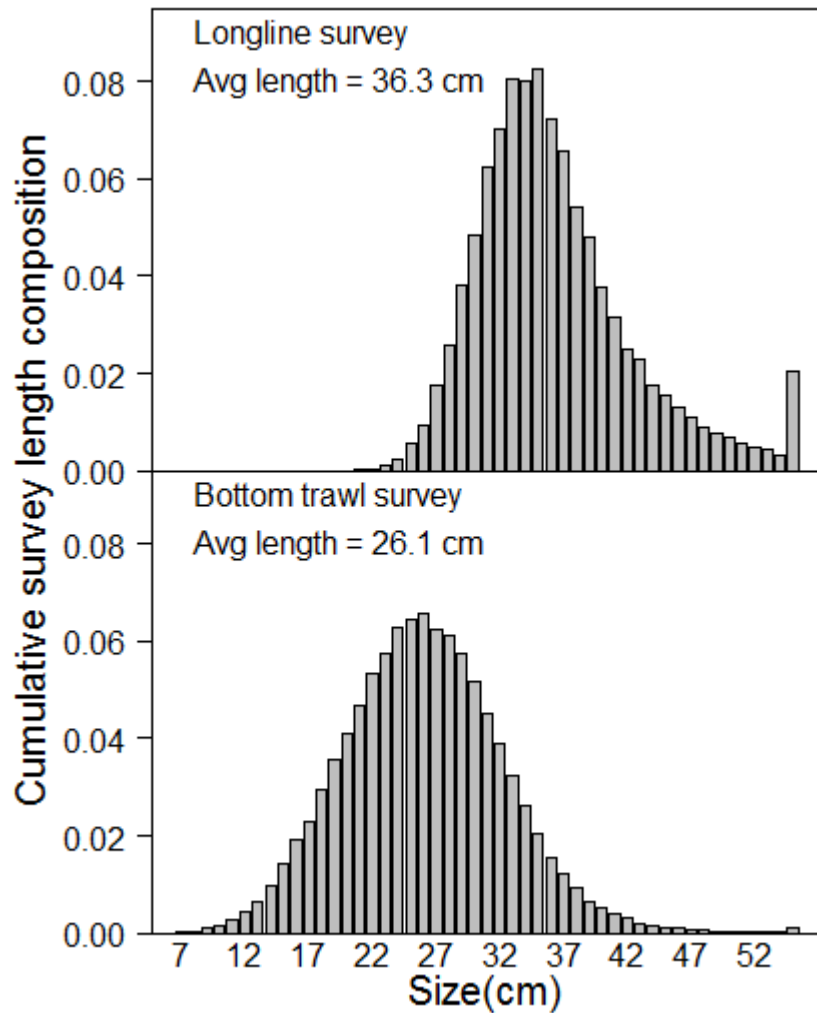 Cumulative survey length composition
Longline survey
Avg length = 36.3 cm
0.08
0.06
0.04
0.02
0.00
Bottom trawl survey
Avg length = 26.1 cm
0.08
0.06
0.04
0.02
0.00
7 12 17 22 27 32 37 42 47 52
Size(cm)